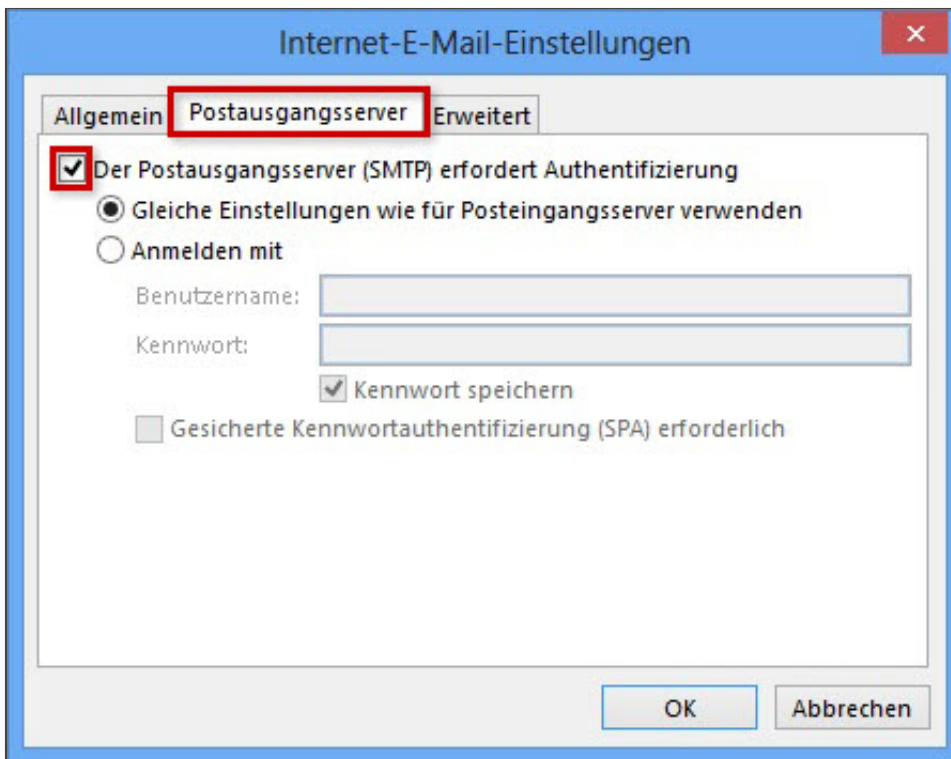 Internet-E-Mail-Einstellungen
Allgemein Postausgangsserver Erweitert
Der Postausgangsserver (SMTP) erfordert Authentifizierung
Gleiche Einstellungen wie für Posteingangsserver verwenden
Anmelden mit
Benutzername:
Kennwort:
Kennwort speichern
Gesicherte Kennwortauthentifizierung (SPA) erforderlich
OK Abbrechen